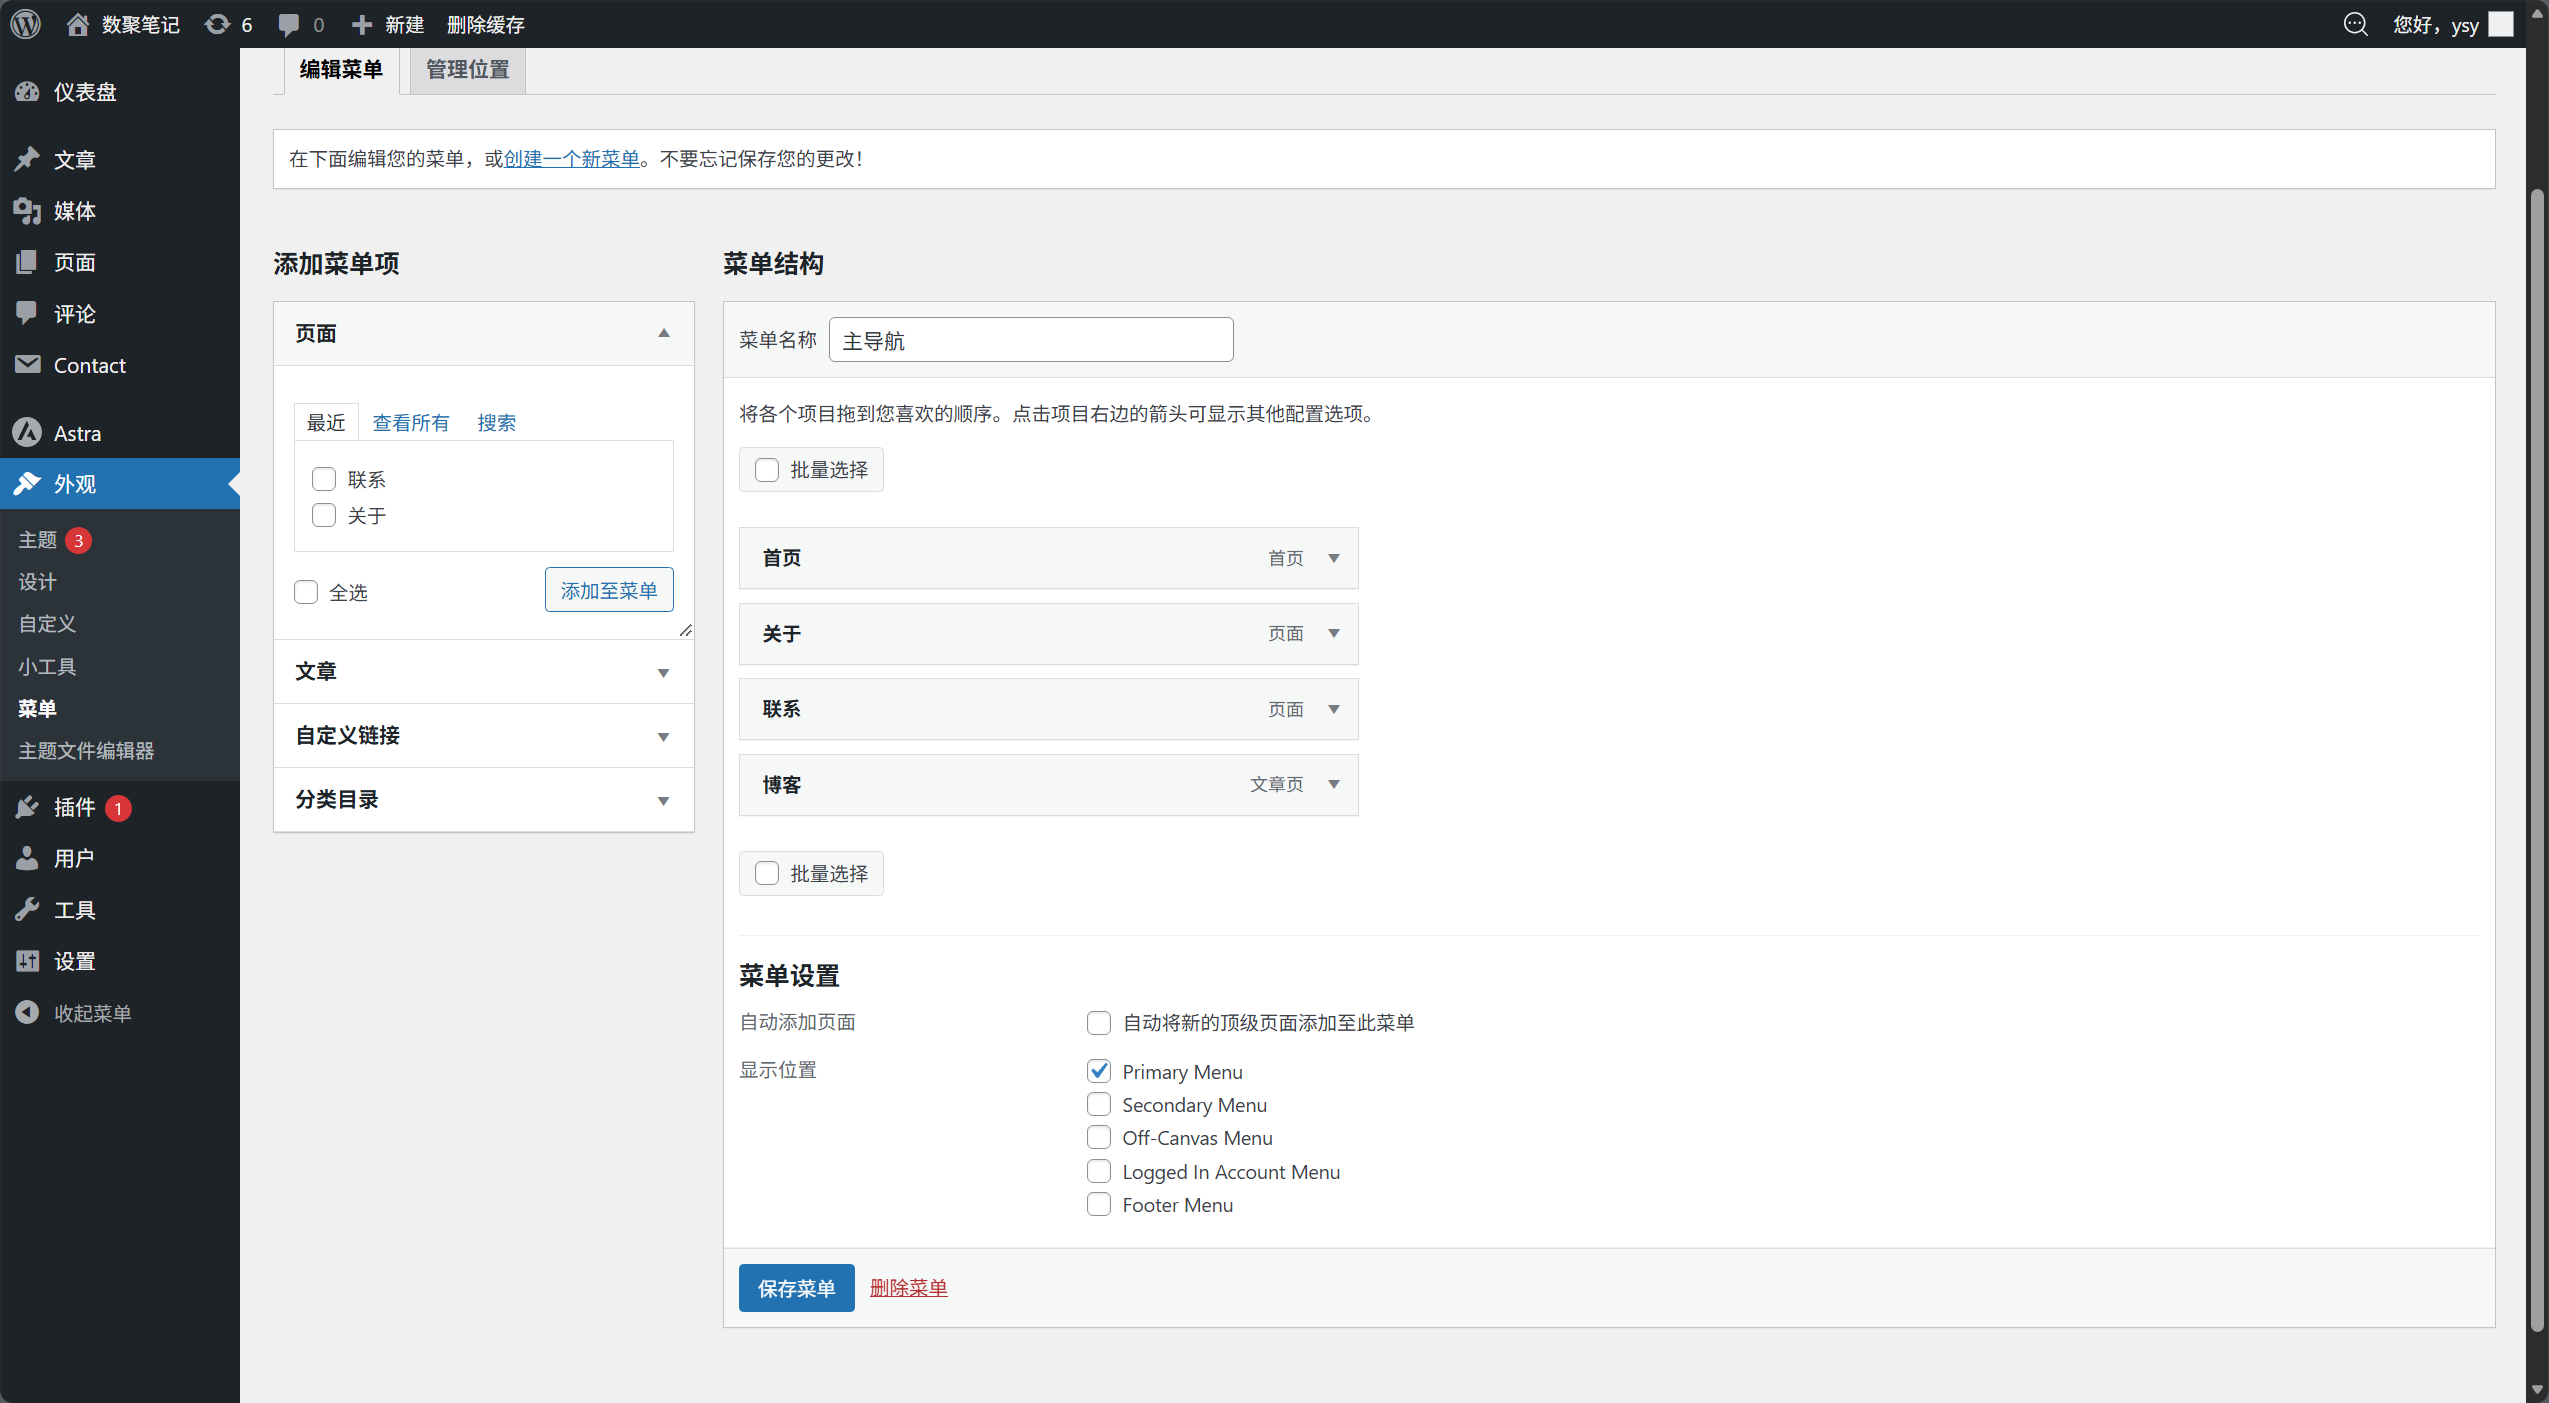 数聚笔记 6 0 新建 删除缓存 您好，ysy
仪表盘
文章
媒体
页面
评论
Contact
Astra
外观
主题 3
设计
自定义
小工具
菜单
主题文件编辑器
插件 1
用户
工具
设置
收起菜单
编辑菜单 管理位置
在下面编辑您的菜单，或创建一个新菜单。不要忘记保存您的更改！
添加菜单项
页面
最近 查看所有 搜索
联系
关于
全选 添加至菜单
文章
自定义链接
分类目录
菜单结构
菜单名称 主导航
将各个项目拖到您喜欢的顺序。点击项目右边的箭头可显示其他配置选项。
批量选择
首页 首页
关于 页面
联系 页面
博客 文章页
批量选择
菜单设置
自动添加页面 自动将新的顶级页面添加至此菜单
显示位置 Primary Menu
Secondary Menu
Off-Canvas Menu
Logged In Account Menu
Footer Menu
保存菜单 删除菜单